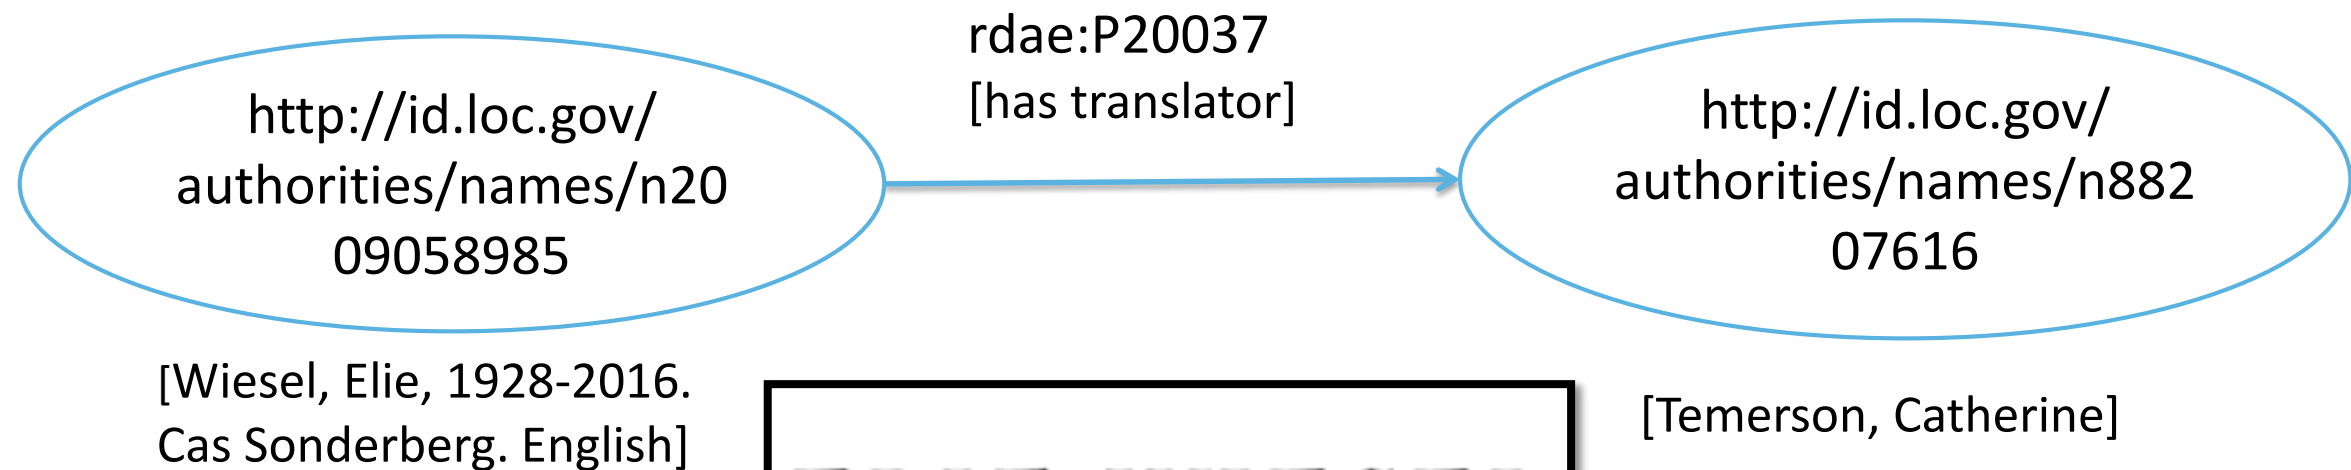 http://id.loc.gov/
authorities/names/n20
09058985
[Wiesel, Elie, 1928-2016.
Cas Sonderberg. English]
rdae:P20037
[has translator]
http://id.loc.gov/
authorities/names/n882
07616
[Temerson, Catherine]